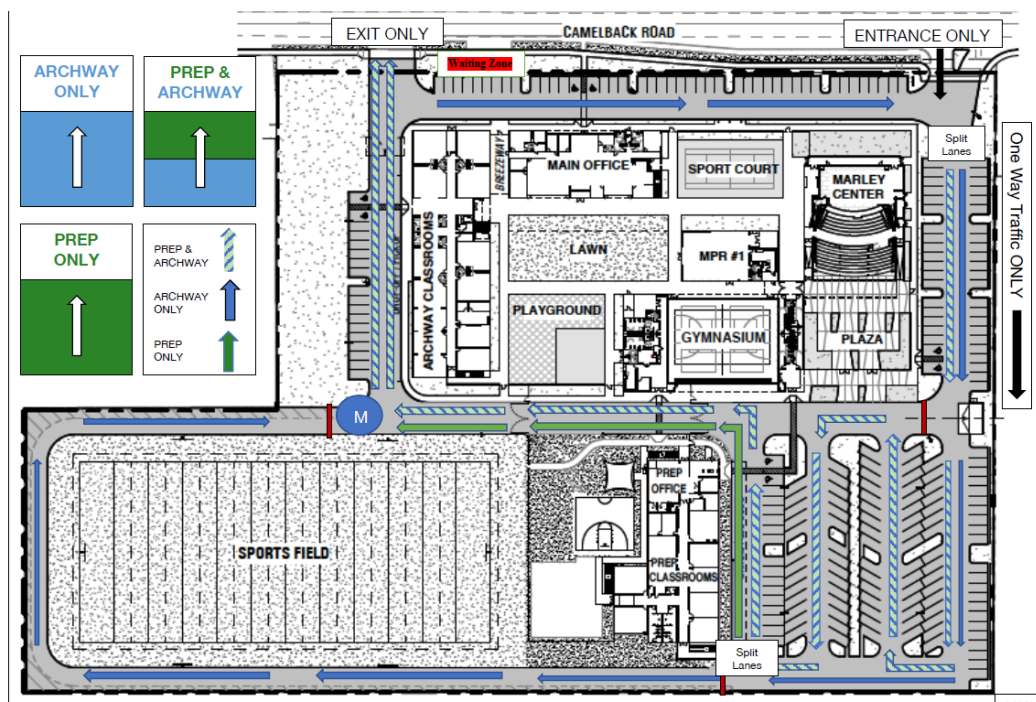 CAMELBACK ROAD
EXIT ONLY
ENTRANCE ONLY
Waiting Zone
ARCHWAY
ONLY
PREP &
ARCHWAY
PREP
ONLY
PREP &
ARCHWAY
ARCHWAY
ONLY
PREP
ONLY
Split
Lanes
One Way Traffic ONLY
BREEZEWAY
MAIN OFFICE
SPORT COURT
MARLEY
CENTER
ARCHWAY CLASSROOMS
LAWN
MPR #1
PLAYGROUND
GYMNASIUM
PLAZA
M
PREP
OFFICE
SPORTS FIELD
PREP
CLASSROOMS
Split
Lanes